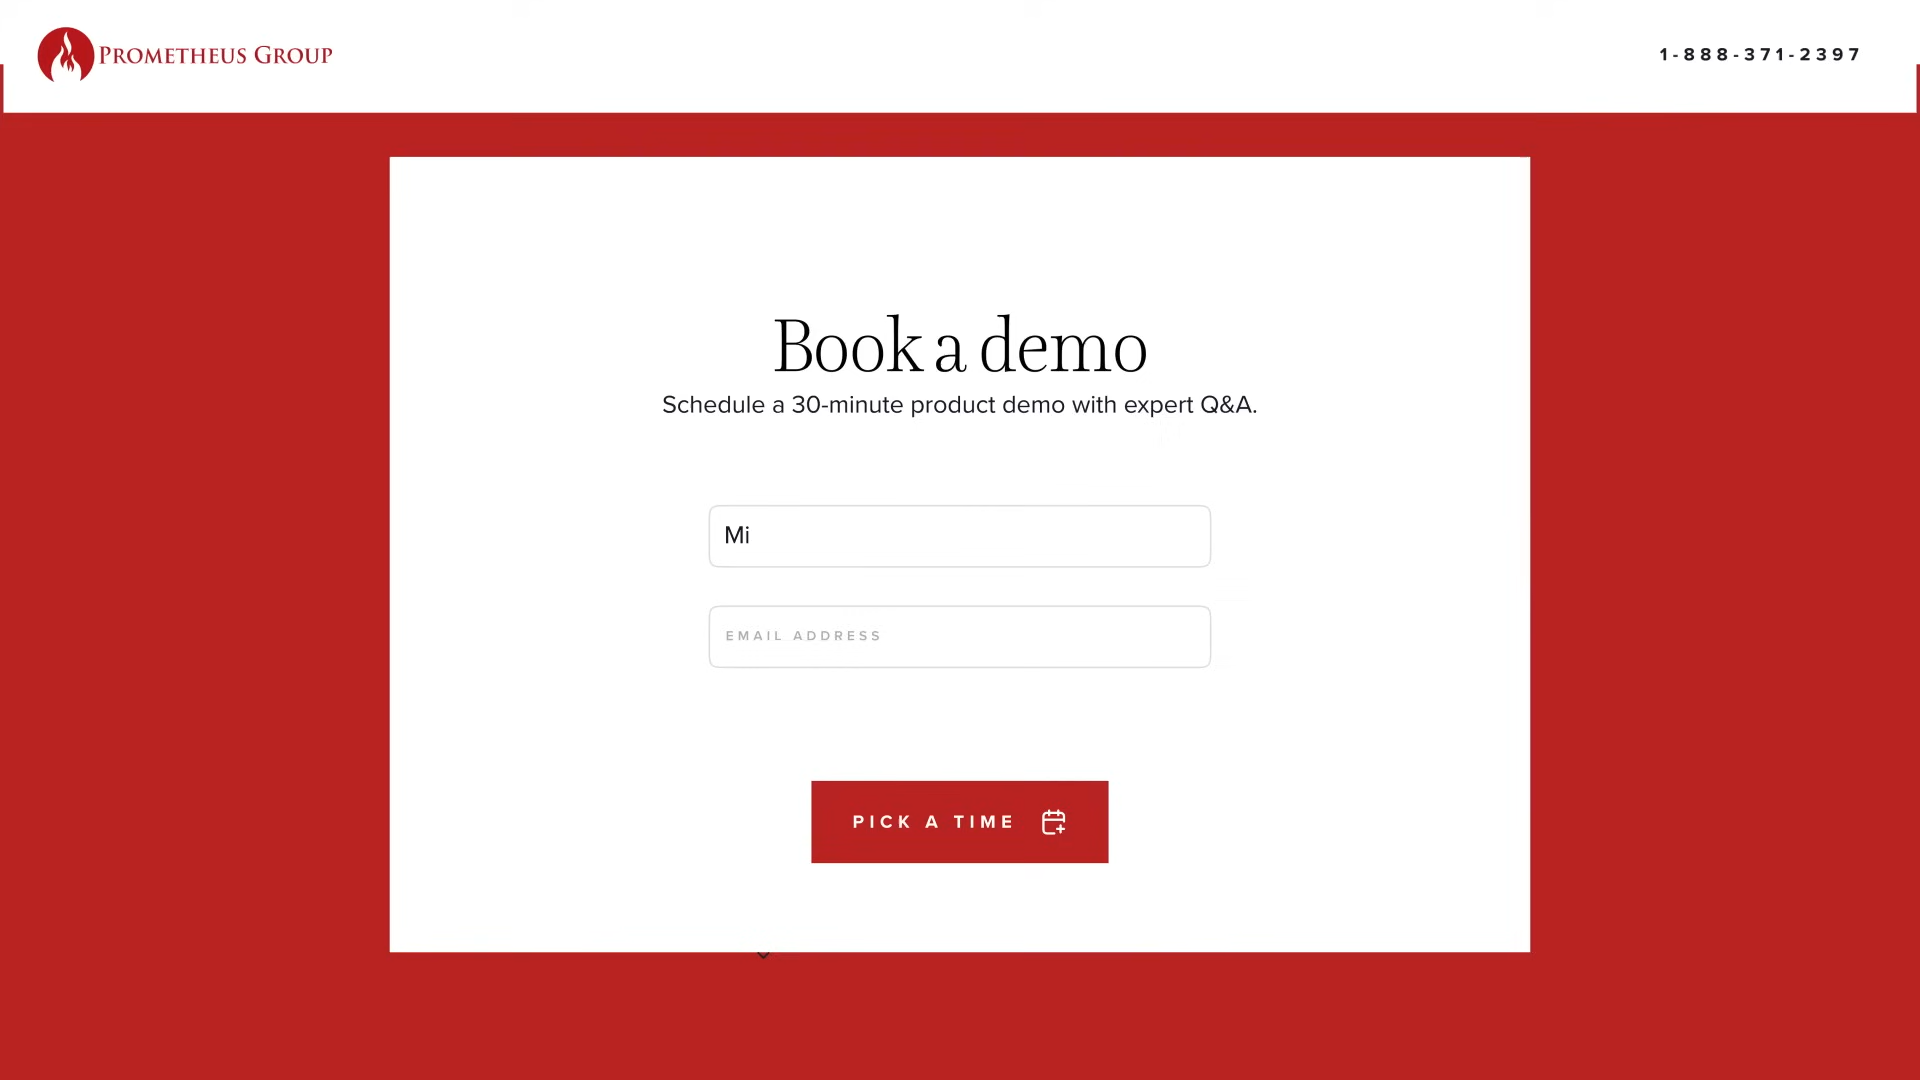 PROMETHEUS GROUP
1-888-371-2397
Book a demo
Schedule a 30-minute product demo with expert Q&A.
Mi
EMAIL ADDRESS
PICK A TIME